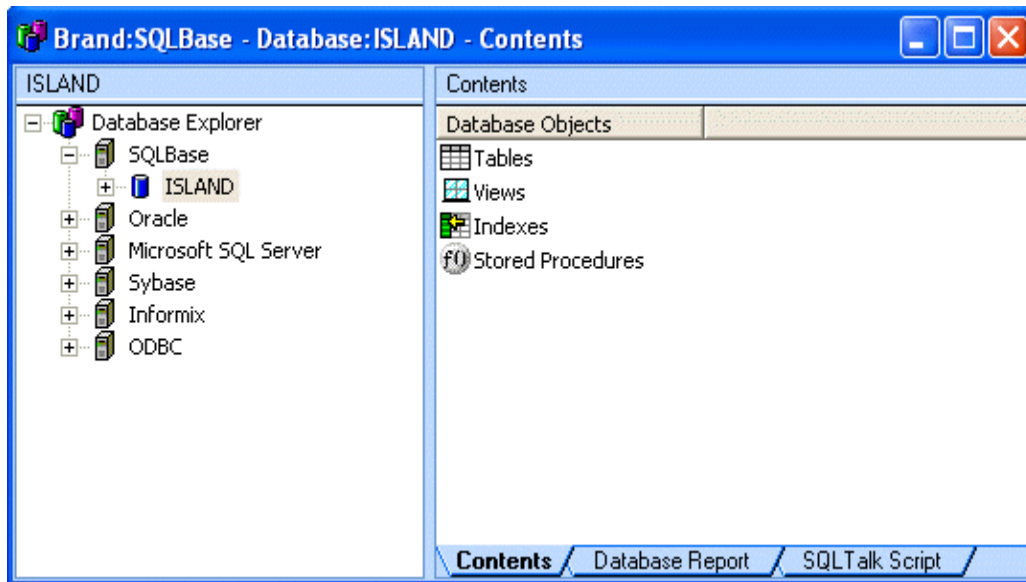 Brand:SQLBase - Database:ISLAND - Contents
ISLAND
Database Explorer
SQLBase
ISLAND
Oracle
Microsoft SQL Server
Sybase
Informix
ODBC
Contents
Database Objects
Tables
Views
Indexes
f() Stored Procedures
Contents
Database Report
SQLTalk Script